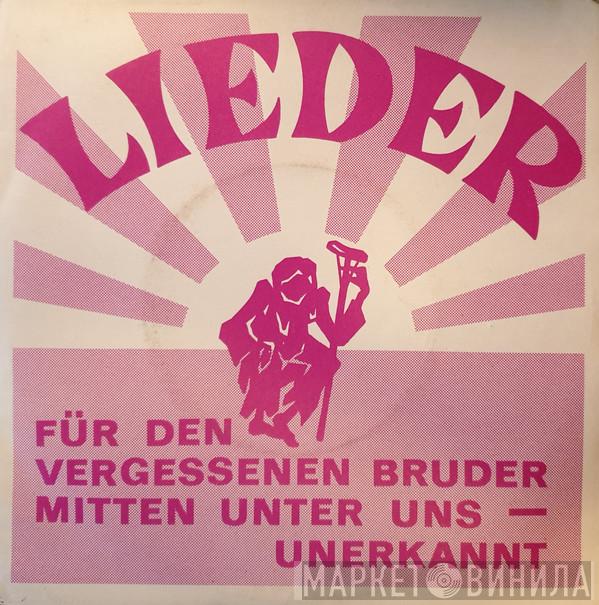 LIEDER
FÜR DEN
VERGESSENEN BRUDER
MITTEN UNTER UNS —
UNERKANNT
МАРКЕТ ВИНИЛА